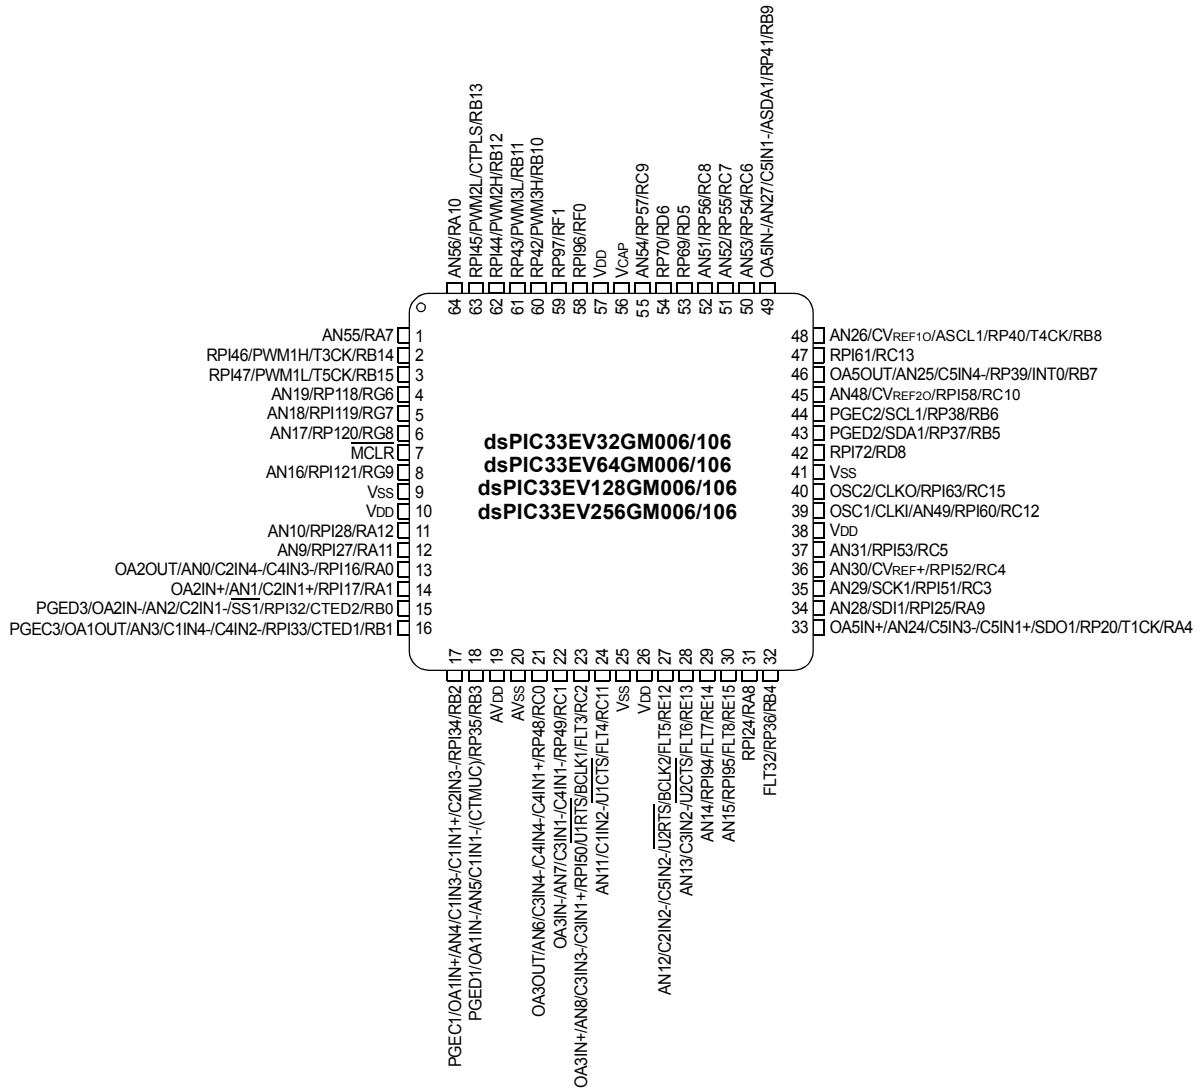 AN56/RA10
RPI45/PWM2L/CTPLS/RB13
RPI44/PWM2H/RB12
RP43/PWM3L/RB11
RP42/PWM3H/RB10
RP97/RF1
RPI96/RF0
VDD
VCAP
AN54/RP57/RC9
RP70/RD6
RP69/RD5
AN51/RP56/RC8
AN52/RP55/RC7
AN53/RP54/RC6
OA5IN-/AN27/C5IN1-/ASDA1/RP41/RB9
64 63 62 61 60 59 58 57 56 55 54 53 52 51 50 49
AN55/RA7 1
RPI46/PWM1H/T3CK/RB14 2
RPI47/PWM1L/T5CK/RB15 3
AN19/RP118/RG6 4
AN18/RPI119/RG7 5
AN17/RP120/RG8 6
MCLR 7
AN16/RPI121/RG9 8
VSS 9
VDD 10
AN10/RPI28/RA12 11
AN9/RPI27/RA11 12
OA2OUT/AN0/C2IN4-/C4IN3-/RPI16/RA0 13
OA2IN+/AN1/C2IN1+/RPI17/RA1 14
PGED3/OA2IN-/AN2/C2IN1-/SS1/RPI32/CTED2/RB0 15
PGEC3/OA1OUT/AN3/C1IN4-/C4IN2-/RPI33/CTED1/RB1 16
dsPIC33EV32GM006/106
dsPIC33EV64GM006/106
dsPIC33EV128GM006/106
dsPIC33EV256GM006/106
48 AN26/CVREF1O/ASCL1/RP40/T4CK/RB8
47 RPI61/RC13
46 OA5OUT/AN25/C5IN4-/RP39/INT0/RB7
45 AN48/CVREF2O/RPI58/RC10
44 PGEC2/SCL1/RP38/RB6
43 PGED2/SDA1/RP37/RB5
42 RPI72/RD8
41 VSS
40 OSC2/CLKO/RPI63/RC15
39 OSC1/CLKI/AN49/RPI60/RC12
38 VDD
37 AN31/RPI53/RC5
36 AN30/CVREF+/RPI52/RC4
35 AN29/SCK1/RPI51/RC3
34 AN28/SDI1/RPI25/RA9
33 OA5IN+/AN24/C5IN3-/C5IN1+/SDO1/RP20/T1CK/RA4
17 18 19 20 21 22 23 24 25 26 27 28 29 30 31 32
PGEC1/OA1IN+/AN4/C1IN3-/C1IN1+/C2IN3-/RPI34/RB2
PGED1/OA1IN-/AN5/C1IN1-/(CTMUC)/RP35/RB3
AVDD
AVSS
OA3OUT/AN6/C3IN4-/C4IN4-/C4IN1+/RP48/RC0
OA3IN-/AN7/C3IN1-/C4IN1-/RP49/RC1
OA3IN+/AN8/C3IN3-/C3IN1+/RPI50/U1RTS/BCLK1/FLT3/RC2
AN11/C1IN2-/U1CTS/FLT4/RC11
VSS
VDD
AN12/C2IN2-/C5IN2-/U2RTS/BCLK2/FLT5/RE12
AN13/C3IN2-/U2CTS/FLT6/RE13
AN14/RPI94/FLT7/RE14
AN15/RPI95/FLT8/RE15
RPI24/RA8
FLT32/RP36/RB4